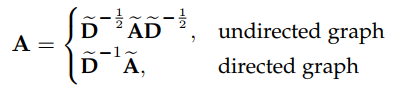 A = { D̃^{-1/2} Ã D̃^{-1/2}, undirected graph
D̃^{-1} Ã, directed graph